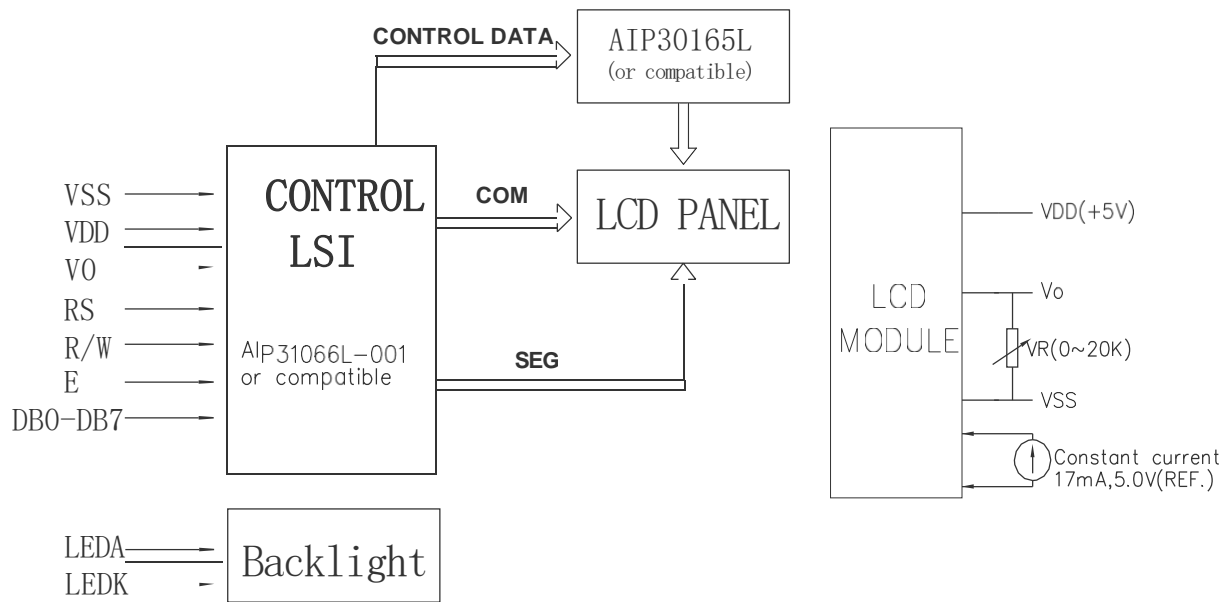 CONTROL DATA
AIP30165L
(or compatible)
VSS
VDD
VO
RS
R/W
E
DB0-DB7
CONTROL
LSI
AIP31066L-001
or compatible
COM
SEG
LCD PANEL
LEDA
LEDK
Backlight
LCD
MODULE
VDD(+5V)
Vo
VR(0~20K)
VSS
Constant current
17mA,5.0V(REF.)